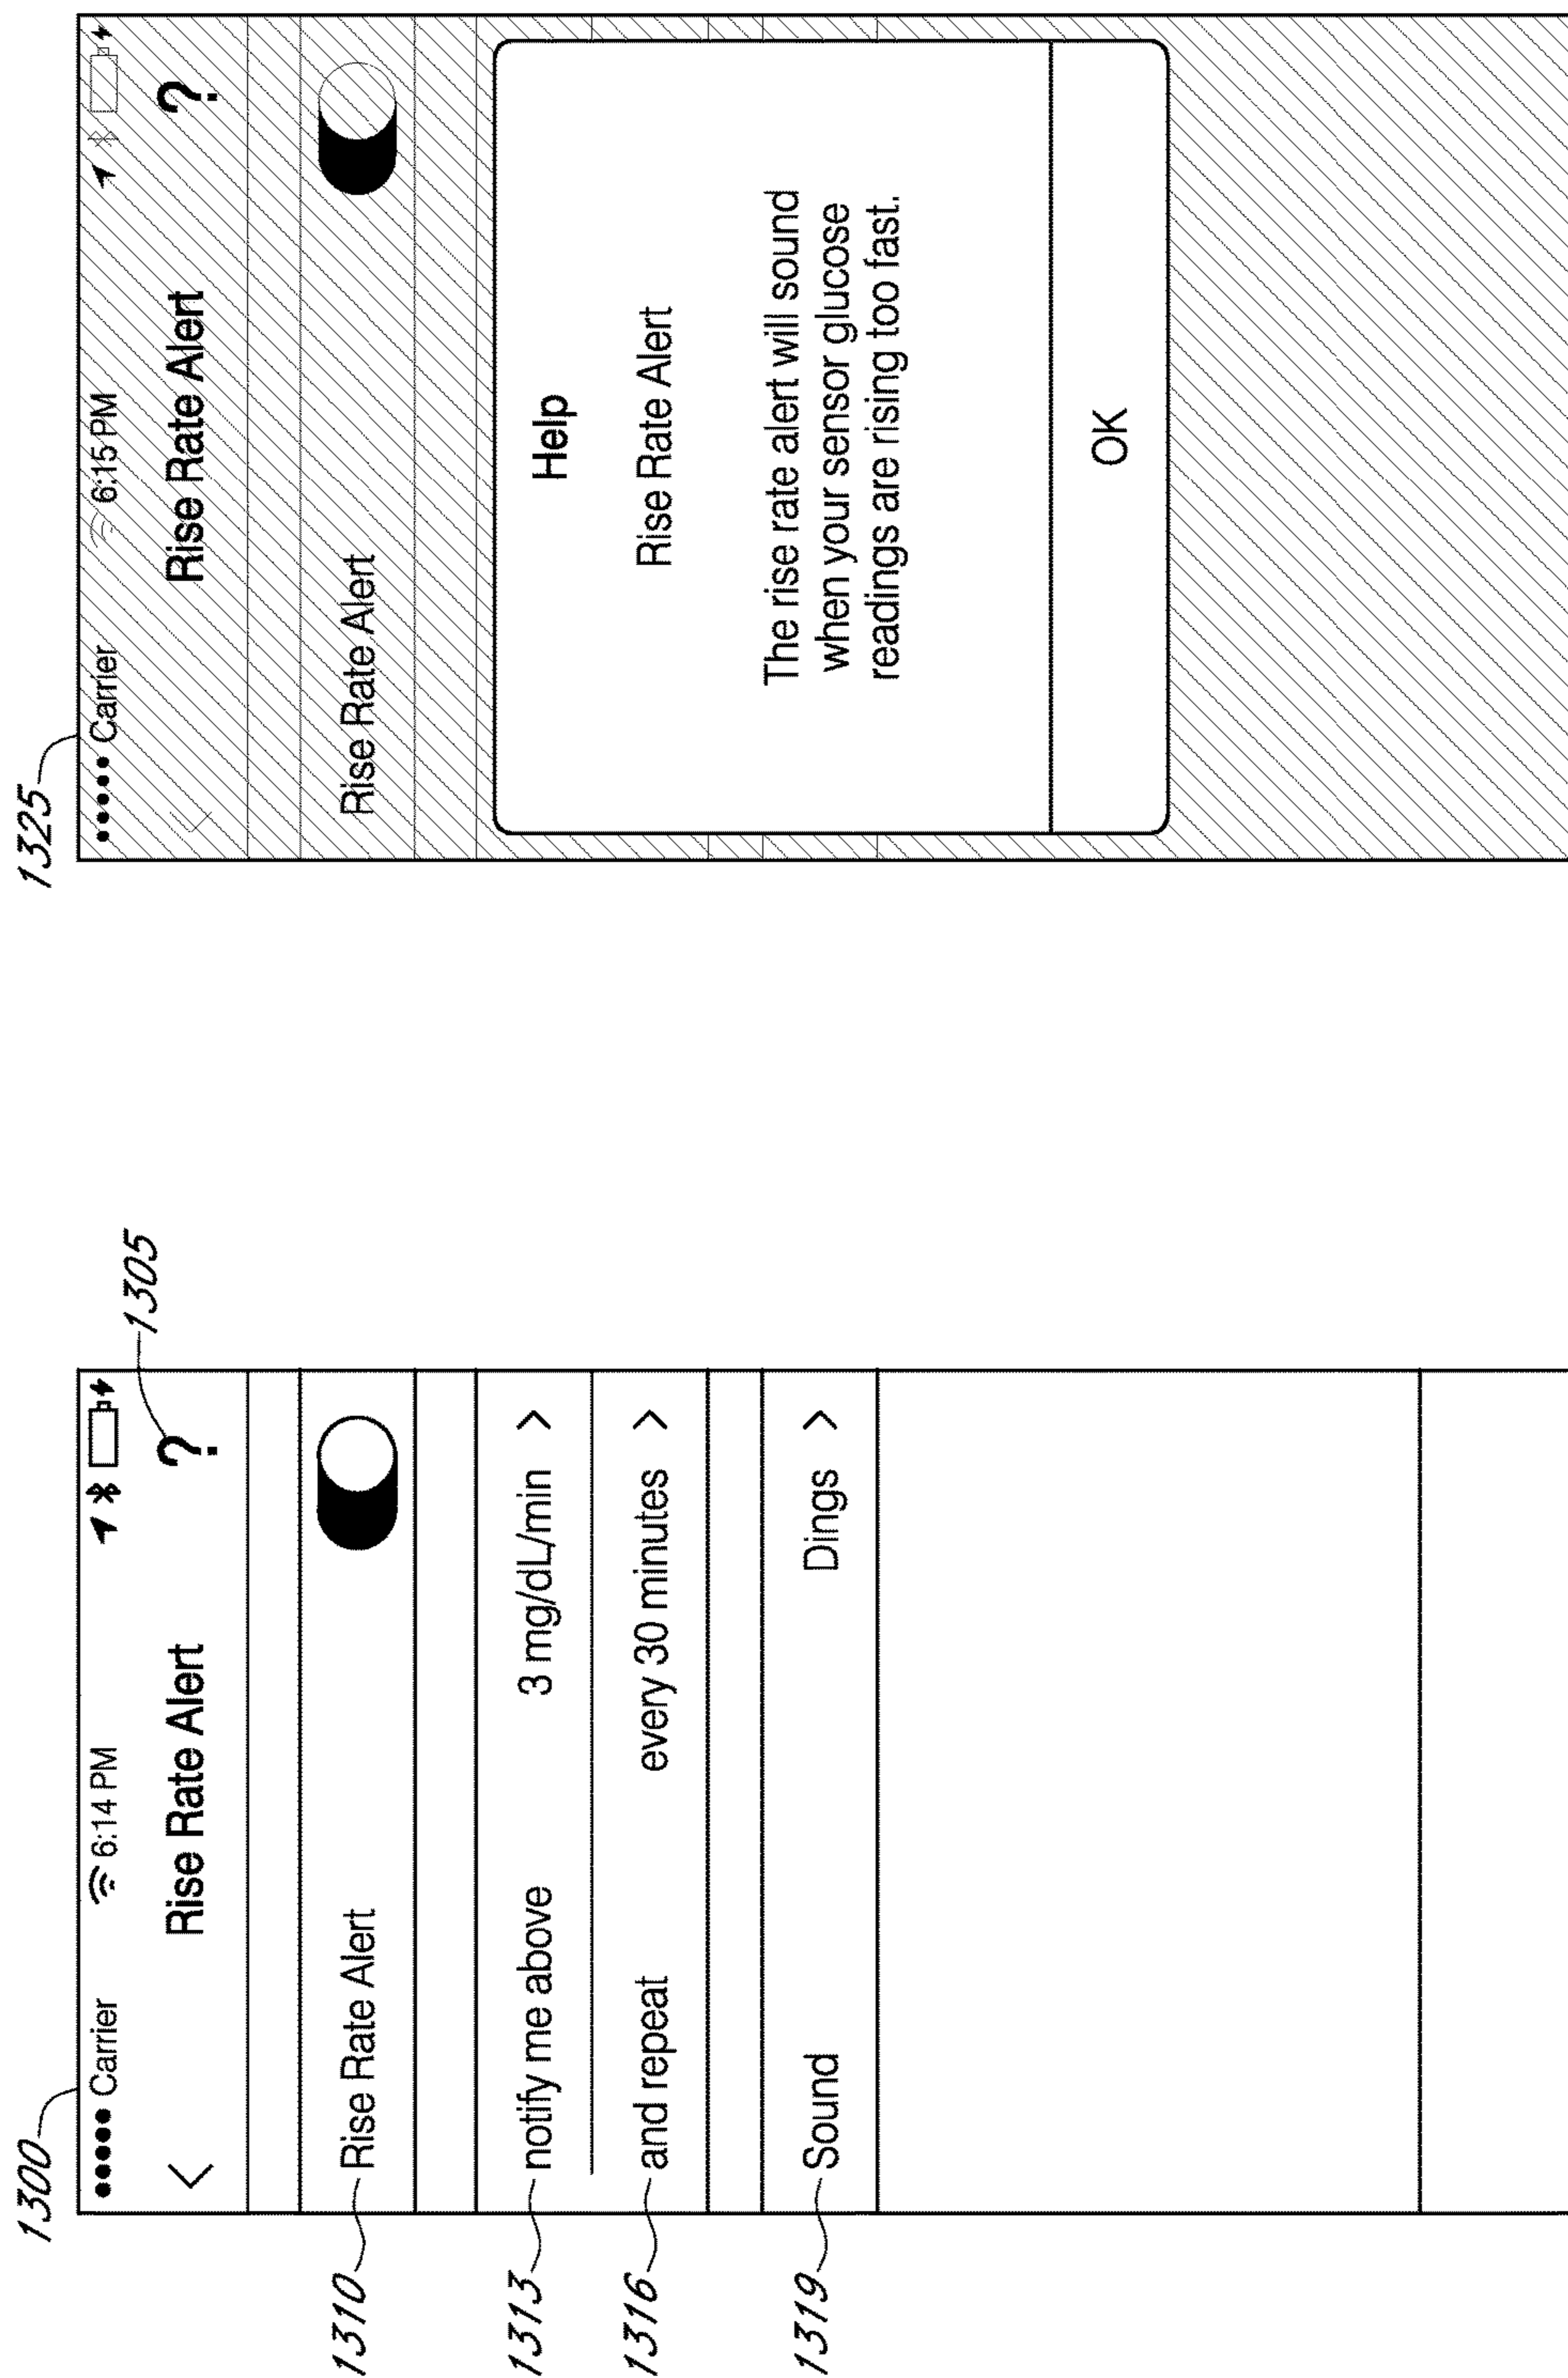 1300
••••• Carrier 6:14 PM
< Rise Rate Alert ?
1305
1310 Rise Rate Alert
1313 notify me above 3 mg/dL/min >
1316 and repeat every 30 minutes >
1319 Sound Dings >
1325
••••• Carrier 6:15 PM
< Rise Rate Alert ?
Rise Rate Alert
Help
Rise Rate Alert
The rise rate alert will sound
when your sensor glucose
readings are rising too fast.
OK